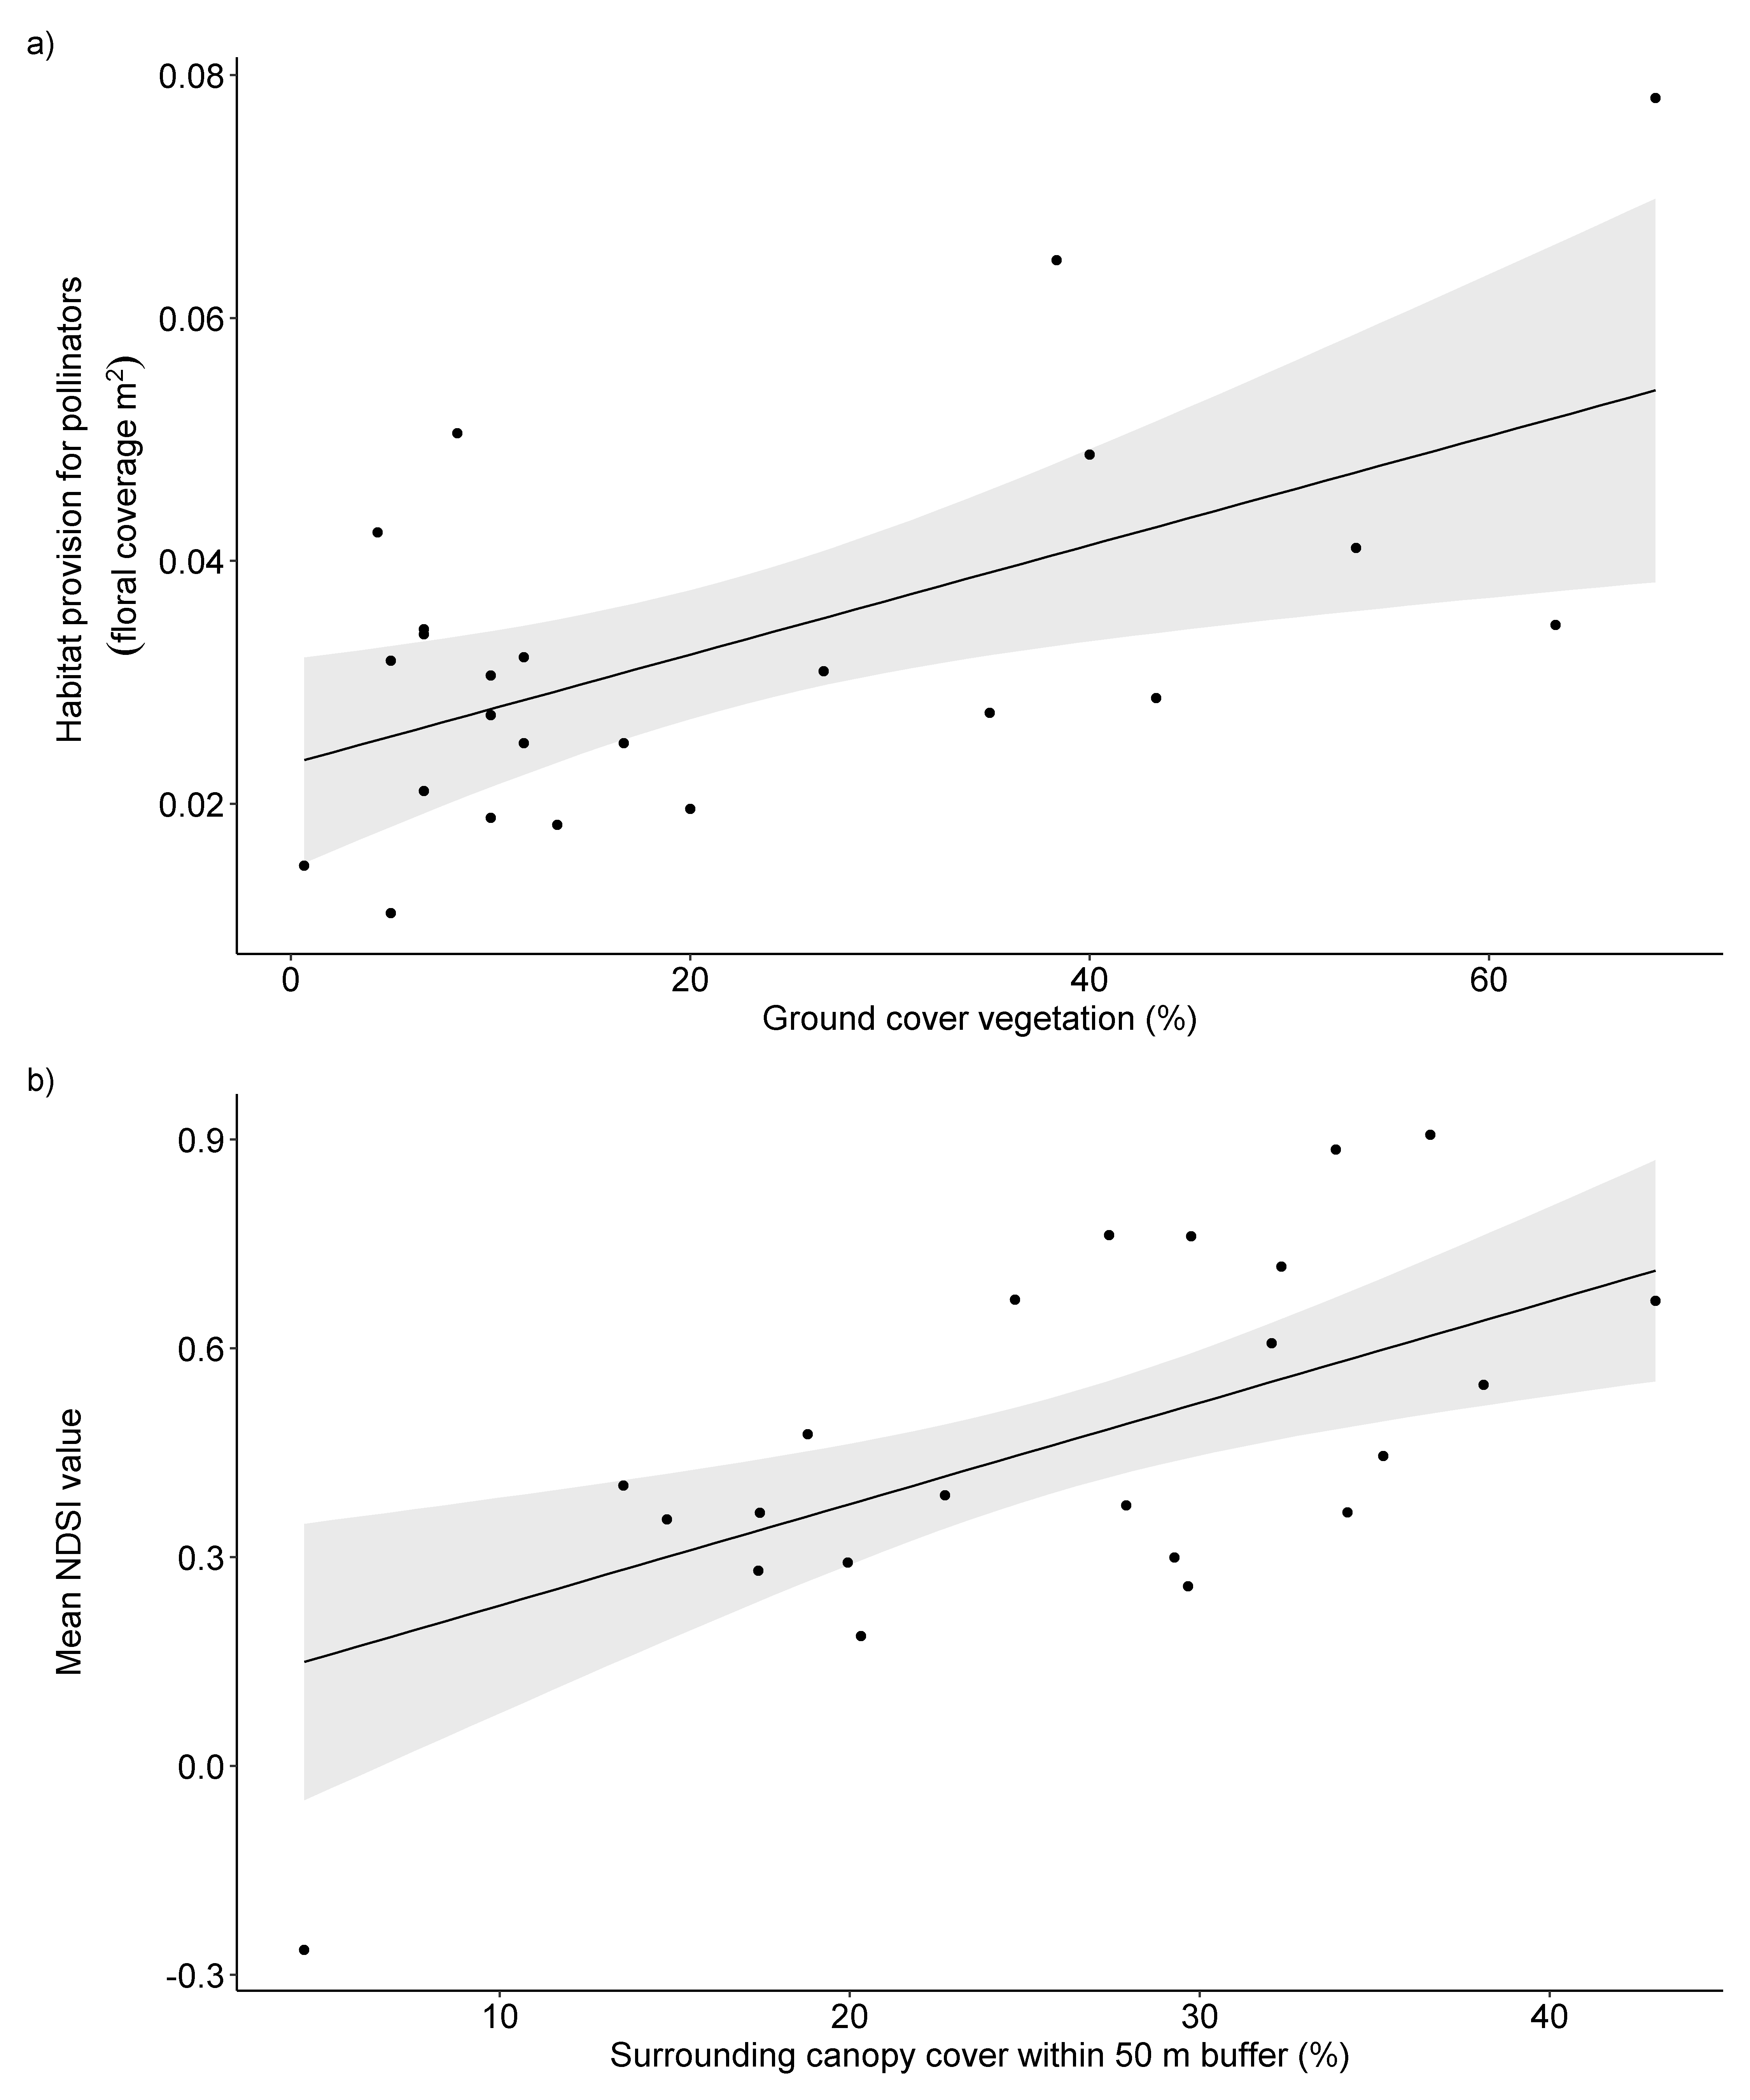 a)
0.08
0.06
0.04
0.02
Habitat provision for pollinators
(floral coverage m²)
0 20 40 60
Ground cover vegetation (%)
b)
0.9
0.6
0.3
0.0
-0.3
Mean NDSI value
10 20 30 40
Surrounding canopy cover within 50 m buffer (%)